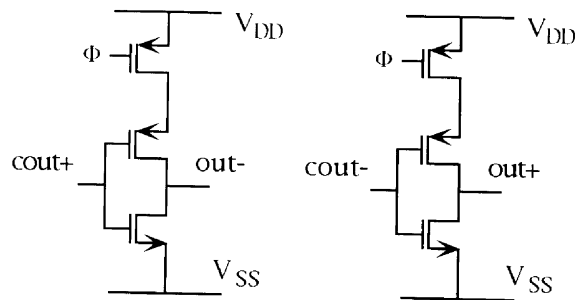 V_DD
Φ
cout+ out-
V_SS
V_DD
Φ
cout- out+
V_SS